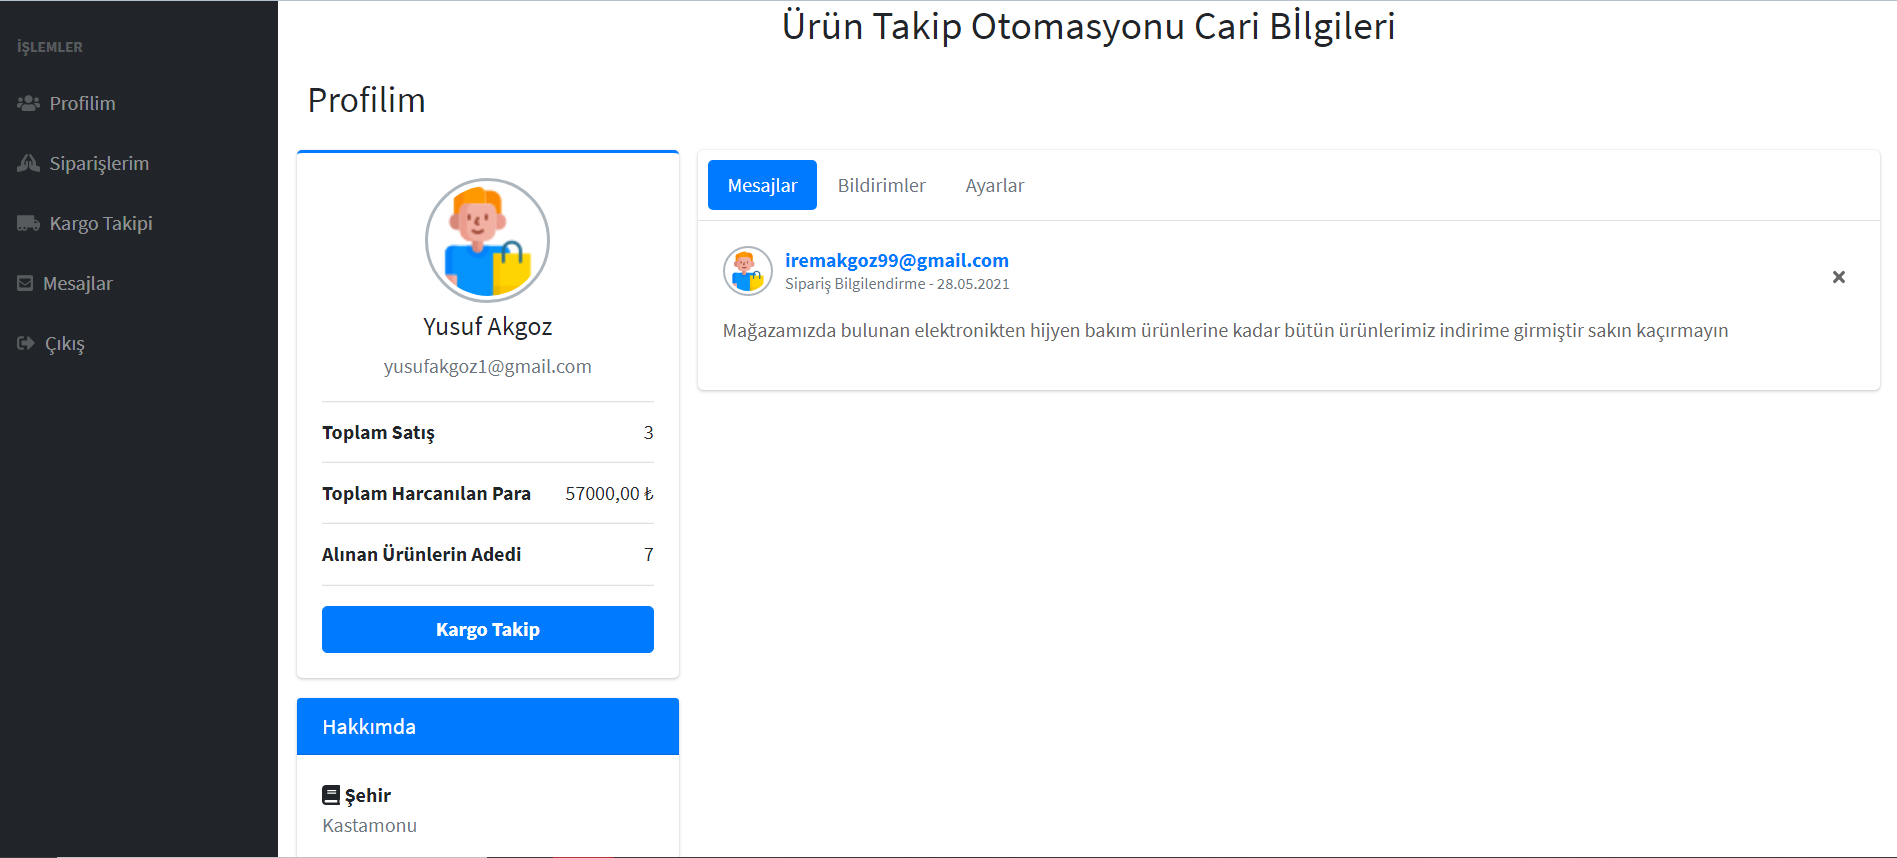 Ürün Takip Otomasyonu Cari Bİlgileri
İŞLEMLER
Profilim
Siparişlerim
Kargo Takipi
Mesajlar
Çıkış
Profilim
Yusuf Akgoz
yusufakgoz1@gmail.com
Toplam Satış 3
Toplam Harcanılan Para 57000,00 ₺
Alınan Ürünlerin Adedi 7
Kargo Takip
Hakkımda
Şehir
Kastamonu
Mesajlar Bildirimler Ayarlar
iremakgoz99@gmail.com
Sipariş Bilgilendirme - 28.05.2021
Mağazamızda bulunan elektronikten hijyen bakım ürünlerine kadar bütün ürünlerimiz indirime girmiştir sakın kaçırmayın